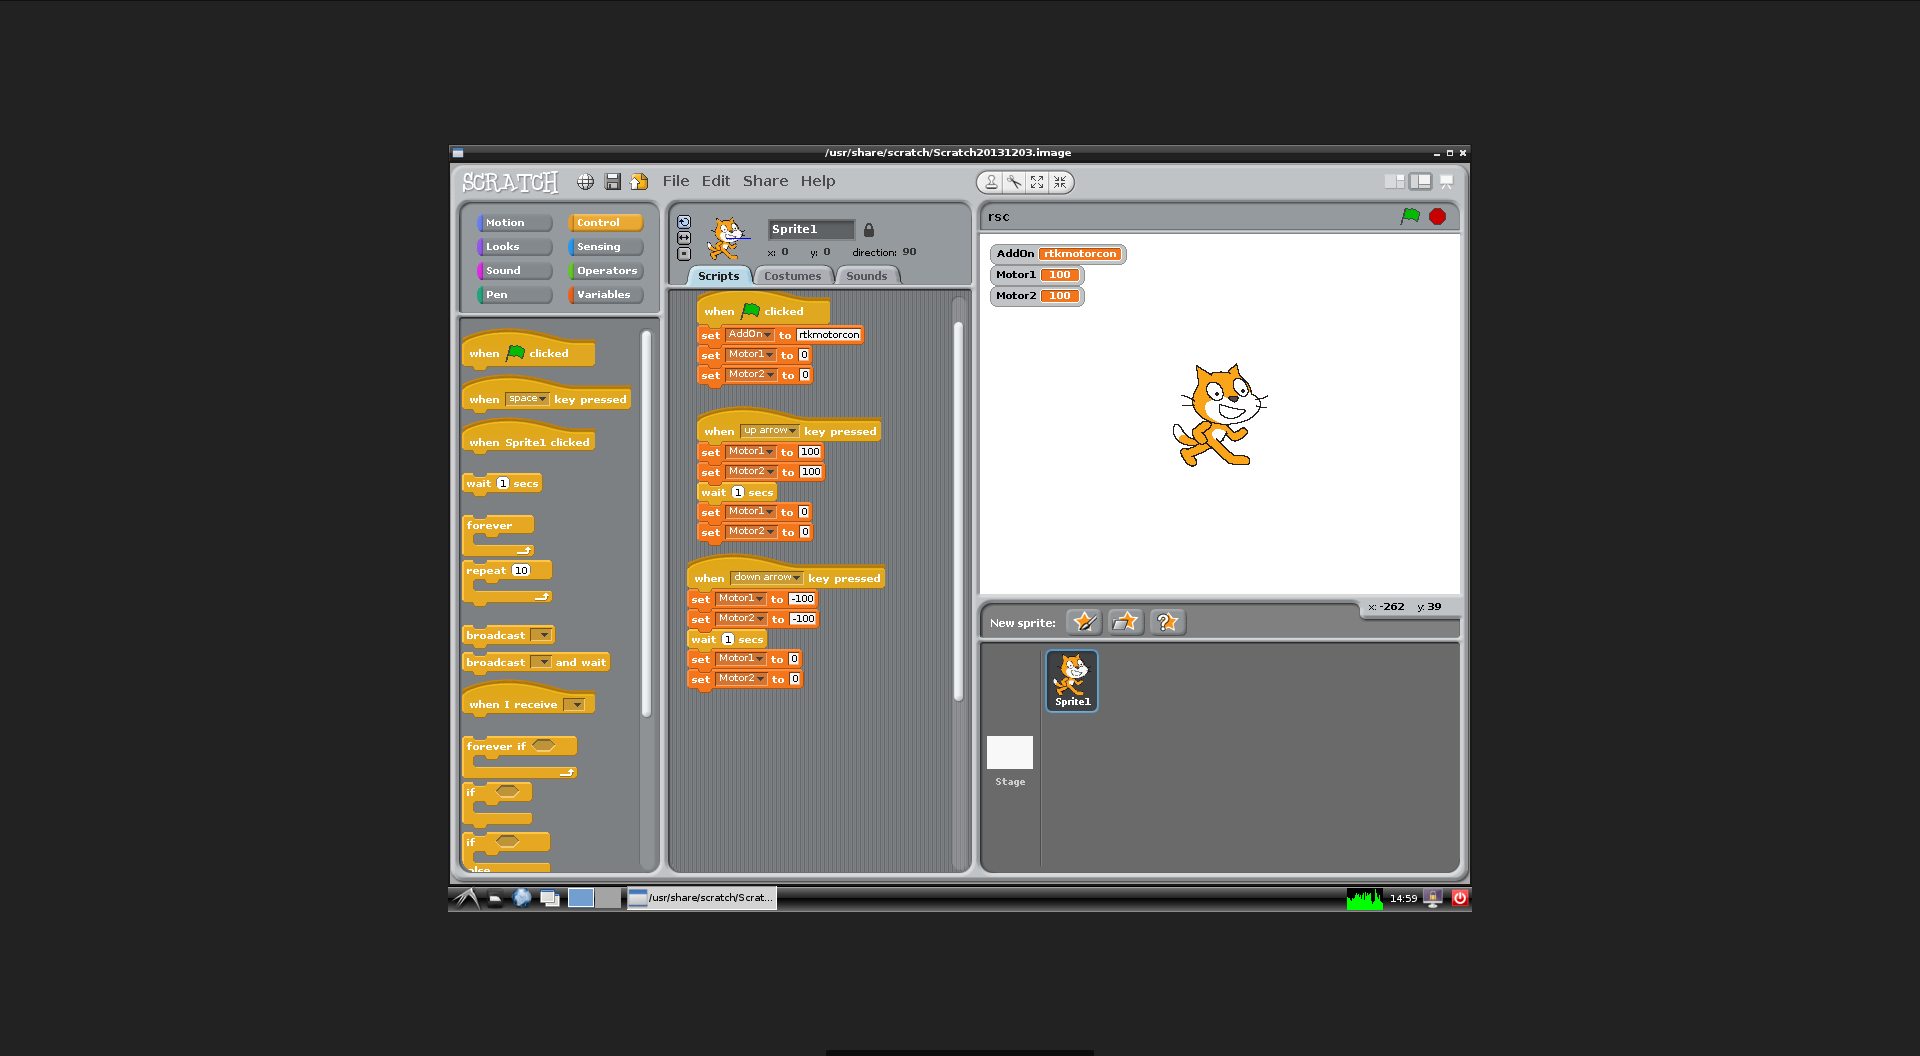 /usr/share/scratch/Scratch20131203.image
SCRATCH
File Edit Share Help
Motion Control
Looks Sensing
Sound Operators
Pen Variables
when clicked
when space key pressed
when Sprite1 clicked
wait 1 secs
forever
repeat 10
broadcast
broadcast and wait
when I receive
forever if
if
if
else
Sprite1
x: 0 y: 0 direction: 90
Scripts Costumes Sounds
when clicked
set AddOn to rtkmotorcon
set Motor1 to 0
set Motor2 to 0
when up arrow key pressed
set Motor1 to 100
set Motor2 to 100
wait 1 secs
set Motor1 to 0
set Motor2 to 0
when down arrow key pressed
set Motor1 to -100
set Motor2 to -100
wait 1 secs
set Motor1 to 0
set Motor2 to 0
rsc
AddOn rtkmotorcon
Motor1 100
Motor2 100
x: -262 y: 39
New sprite:
Sprite1
Stage
/usr/share/scratch/Scrat...
14:59